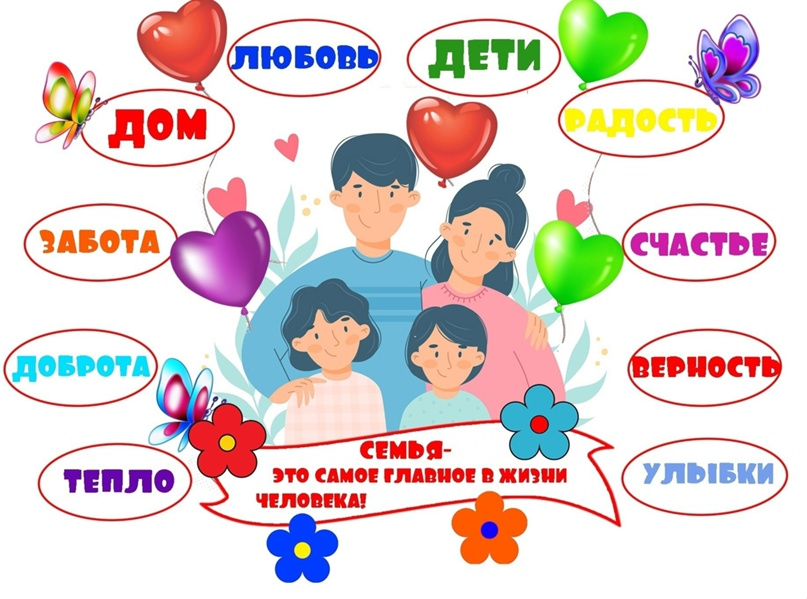 ЛЮБОВЬ
ДЕТИ
ДОМ
РАДОСТЬ
ЗАБОТА
СЧАСТЬЕ
ДОБРОТА
ВЕРНОСТЬ
ТЕПЛО
УЛЫБКИ
СЕМЬЯ-
ЭТО САМОЕ ГЛАВНОЕ В ЖИЗНИ
ЧЕЛОВЕКА!